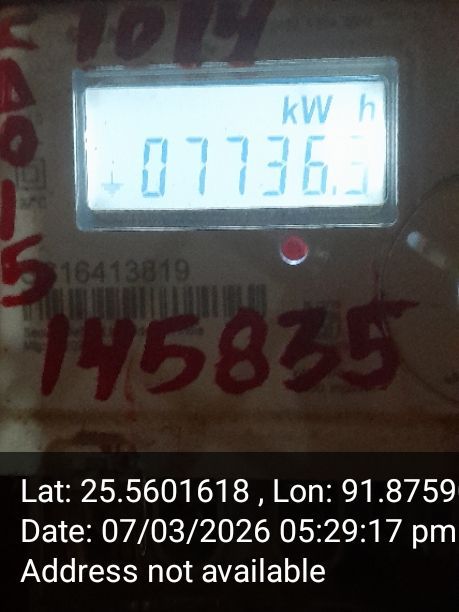 1014
kW h
07736.3
16413819
145835
Lat: 25.5601618 , Lon: 91.8759
Date: 07/03/2026 05:29:17 pm
Address not available